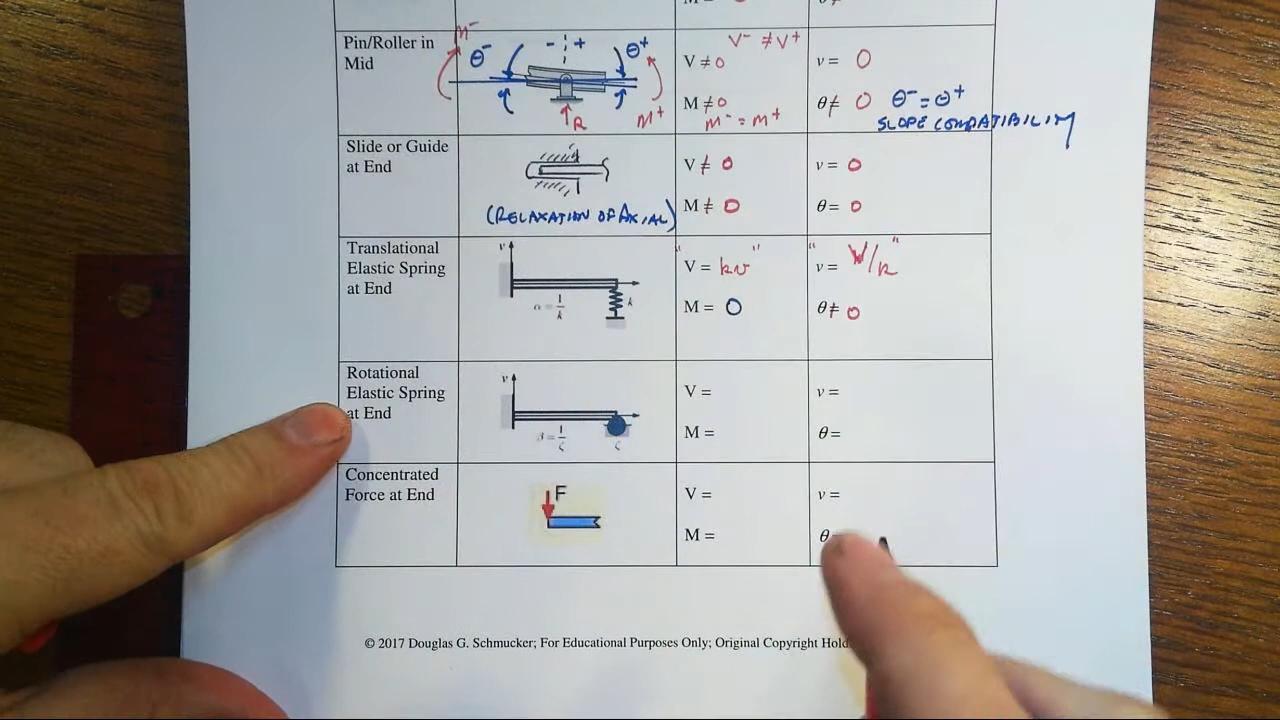 M =
θ≠
Pin/Roller in
Mid
M⁻
θ⁻
- +
θ⁺
R
M⁺
V⁻ ≠ V⁺
V ≠ 0
M ≠ 0
M⁻ = M⁺
v = 0
θ ≠ 0 θ⁻ = θ⁺
SLOPE COMPATIBILITY
Slide or Guide
at End
(RELAXATION OF AXIAL)
V ≠ 0
M ≠ 0
v = 0
θ = 0
Translational
Elastic Spring
at End
v
α = 1/k
k
"V = kv"
M = 0
"v = V/k"
θ ≠ 0
Rotational
Elastic Spring
at End
v
β = 1/ζ
ζ
V =
M =
v =
θ =
Concentrated
Force at End
F
V =
M =
v =
θ
© 2017 Douglas G. Schmucker; For Educational Purposes Only; Original Copyright